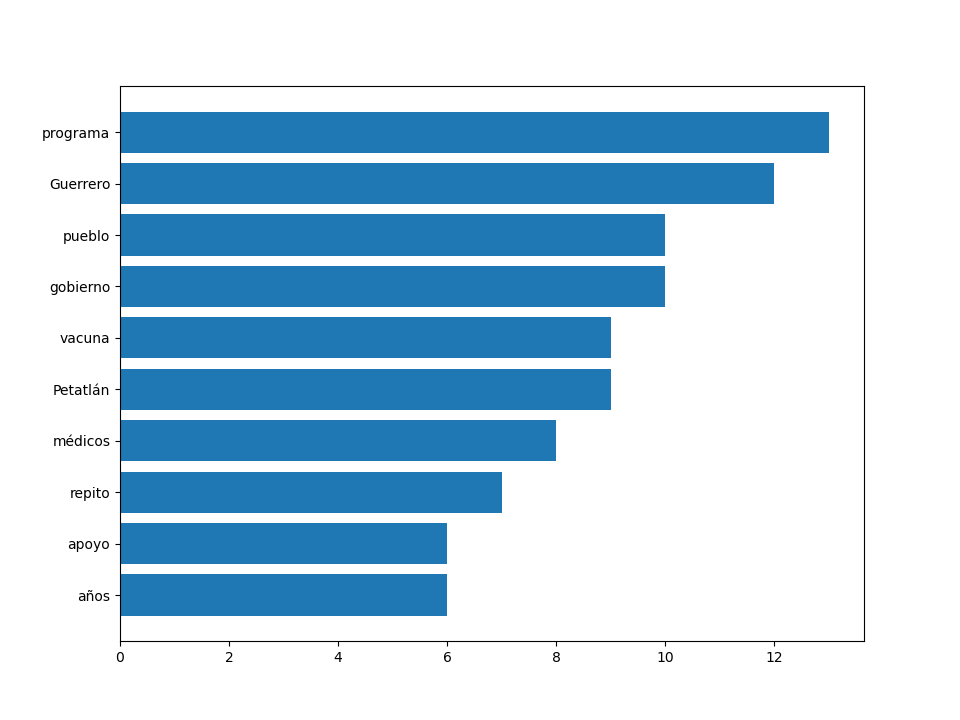 programa
Guerrero
pueblo
gobierno
vacuna
Petatlán
médicos
repito
apoyo
años
0 2 4 6 8 10 12